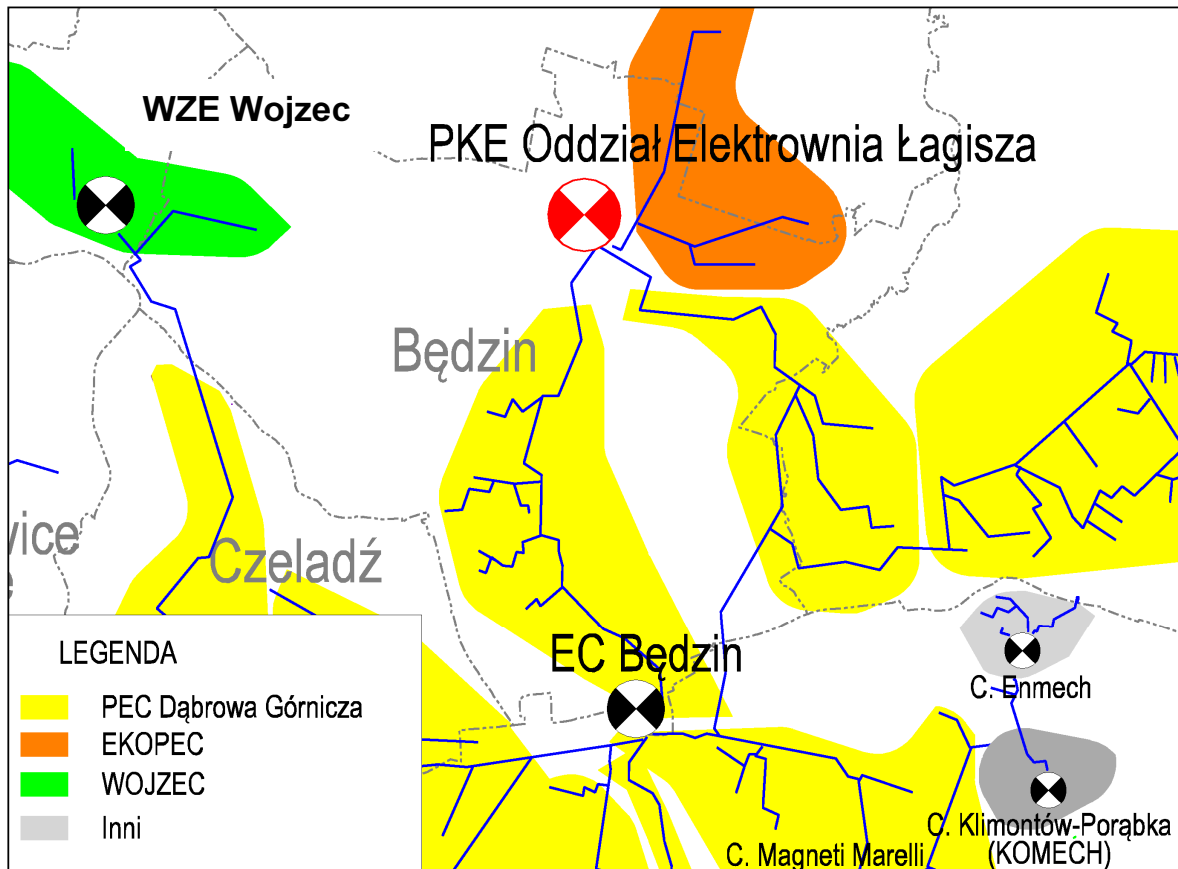 WZE Wojzec
PKE Oddział Elektrownia Łagisza
Będzin
Czeladź
EC Będzin
C. Enmech
C. Klimontów-Porąbka
(KOMECH)
C. Magneti Marelli
LEGENDA
PEC Dąbrowa Górnicza
EKOPEC
WOJZEC
Inni